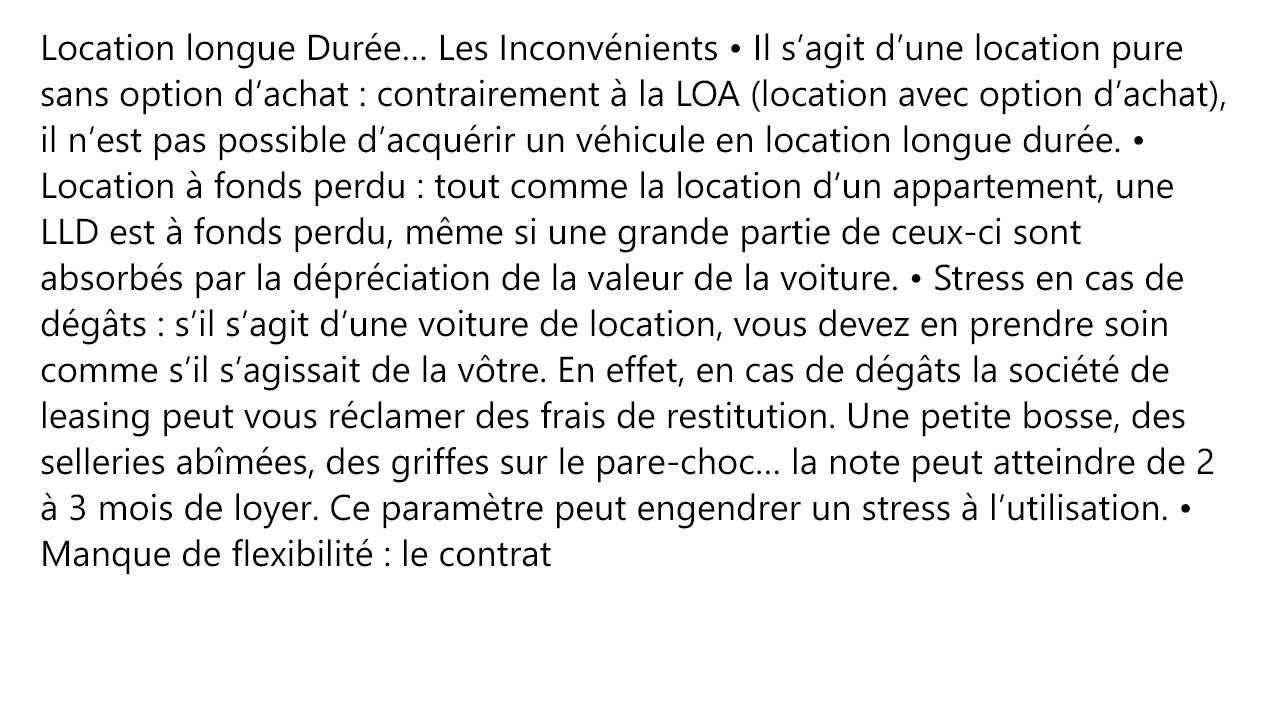 Location longue Durée... Les Inconvénients • Il s’agit d’une location pure
sans option d’achat : contrairement à la LOA (location avec option d’achat),
il n’est pas possible d’acquérir un véhicule en location longue durée. •
Location à fonds perdu : tout comme la location d’un appartement, une
LLD est à fonds perdu, même si une grande partie de ceux-ci sont
absorbés par la dépréciation de la valeur de la voiture. • Stress en cas de
dégâts : s’il s’agit d’une voiture de location, vous devez en prendre soin
comme s’il s’agissait de la vôtre. En effet, en cas de dégâts la société de
leasing peut vous réclamer des frais de restitution. Une petite bosse, des
selleries abîmées, des griffes sur le pare-choc... la note peut atteindre de 2
à 3 mois de loyer. Ce paramètre peut engendrer un stress à l’utilisation. •
Manque de flexibilité : le contrat